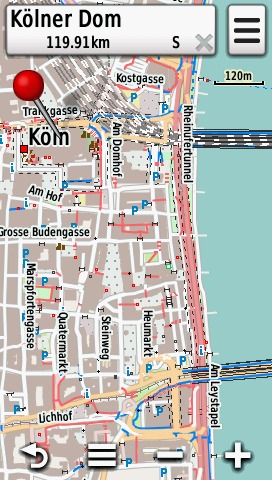 Kölner Dom
119.91km S
Kostgasse
120m
Trankgasse
Rheinufertunnel
Köln
Am Domhof
Am Hof
Grosse Budengasse
Marspfortengasse
Quatermarkt
Steinweg
Heumarkt
Am Leystapel
Lichhof